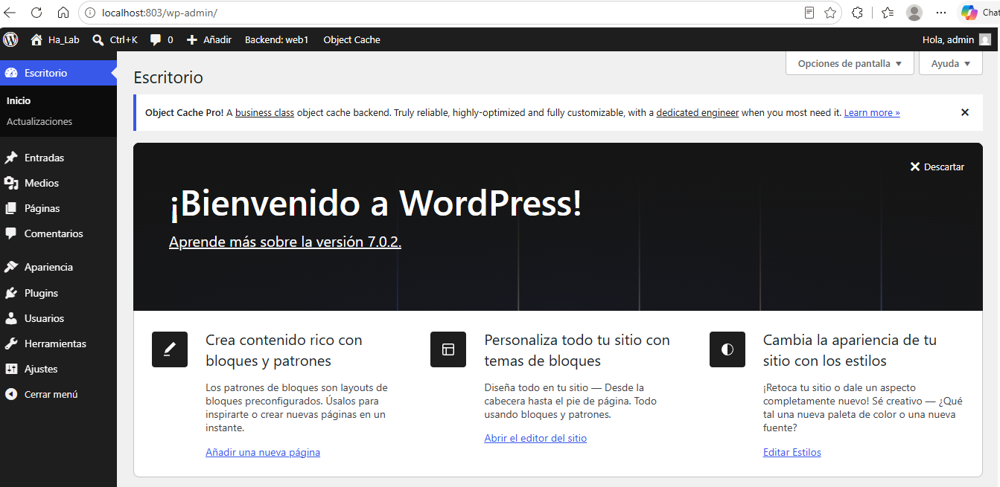 localhost:803/wp-admin/
Chat
Ha_Lab Ctrl+K 0 Añadir Backend: web1 Object Cache Hola, admin
Escritorio
Inicio
Actualizaciones
Entradas
Medios
Páginas
Comentarios
Apariencia
Plugins
Usuarios
Herramientas
Ajustes
Cerrar menú
Opciones de pantalla Ayuda
Escritorio
Object Cache Pro! A business class object cache backend. Truly reliable, highly-optimized and fully customizable, with a dedicated engineer when you most need it. Learn more »
Descartar
¡Bienvenido a WordPress!
Aprende más sobre la versión 7.0.2.
Crea contenido rico con
bloques y patrones
Los patrones de bloques son layouts de
bloques preconfigurados. Úsalos para
inspirarte o crear nuevas páginas en un
instante.
Añadir una nueva página
Personaliza todo tu sitio con
temas de bloques
Diseña todo en tu sitio — Desde la
cabecera hasta el pie de página. Todo
usando bloques y patrones.
Abrir el editor del sitio
Cambia la apariencia de tu
sitio con los estilos
¡Retoca tu sitio o dale un aspecto
completamente nuevo! Sé creativo — ¿Qué
tal una nueva paleta de color o una nueva
fuente?
Editar Estilos